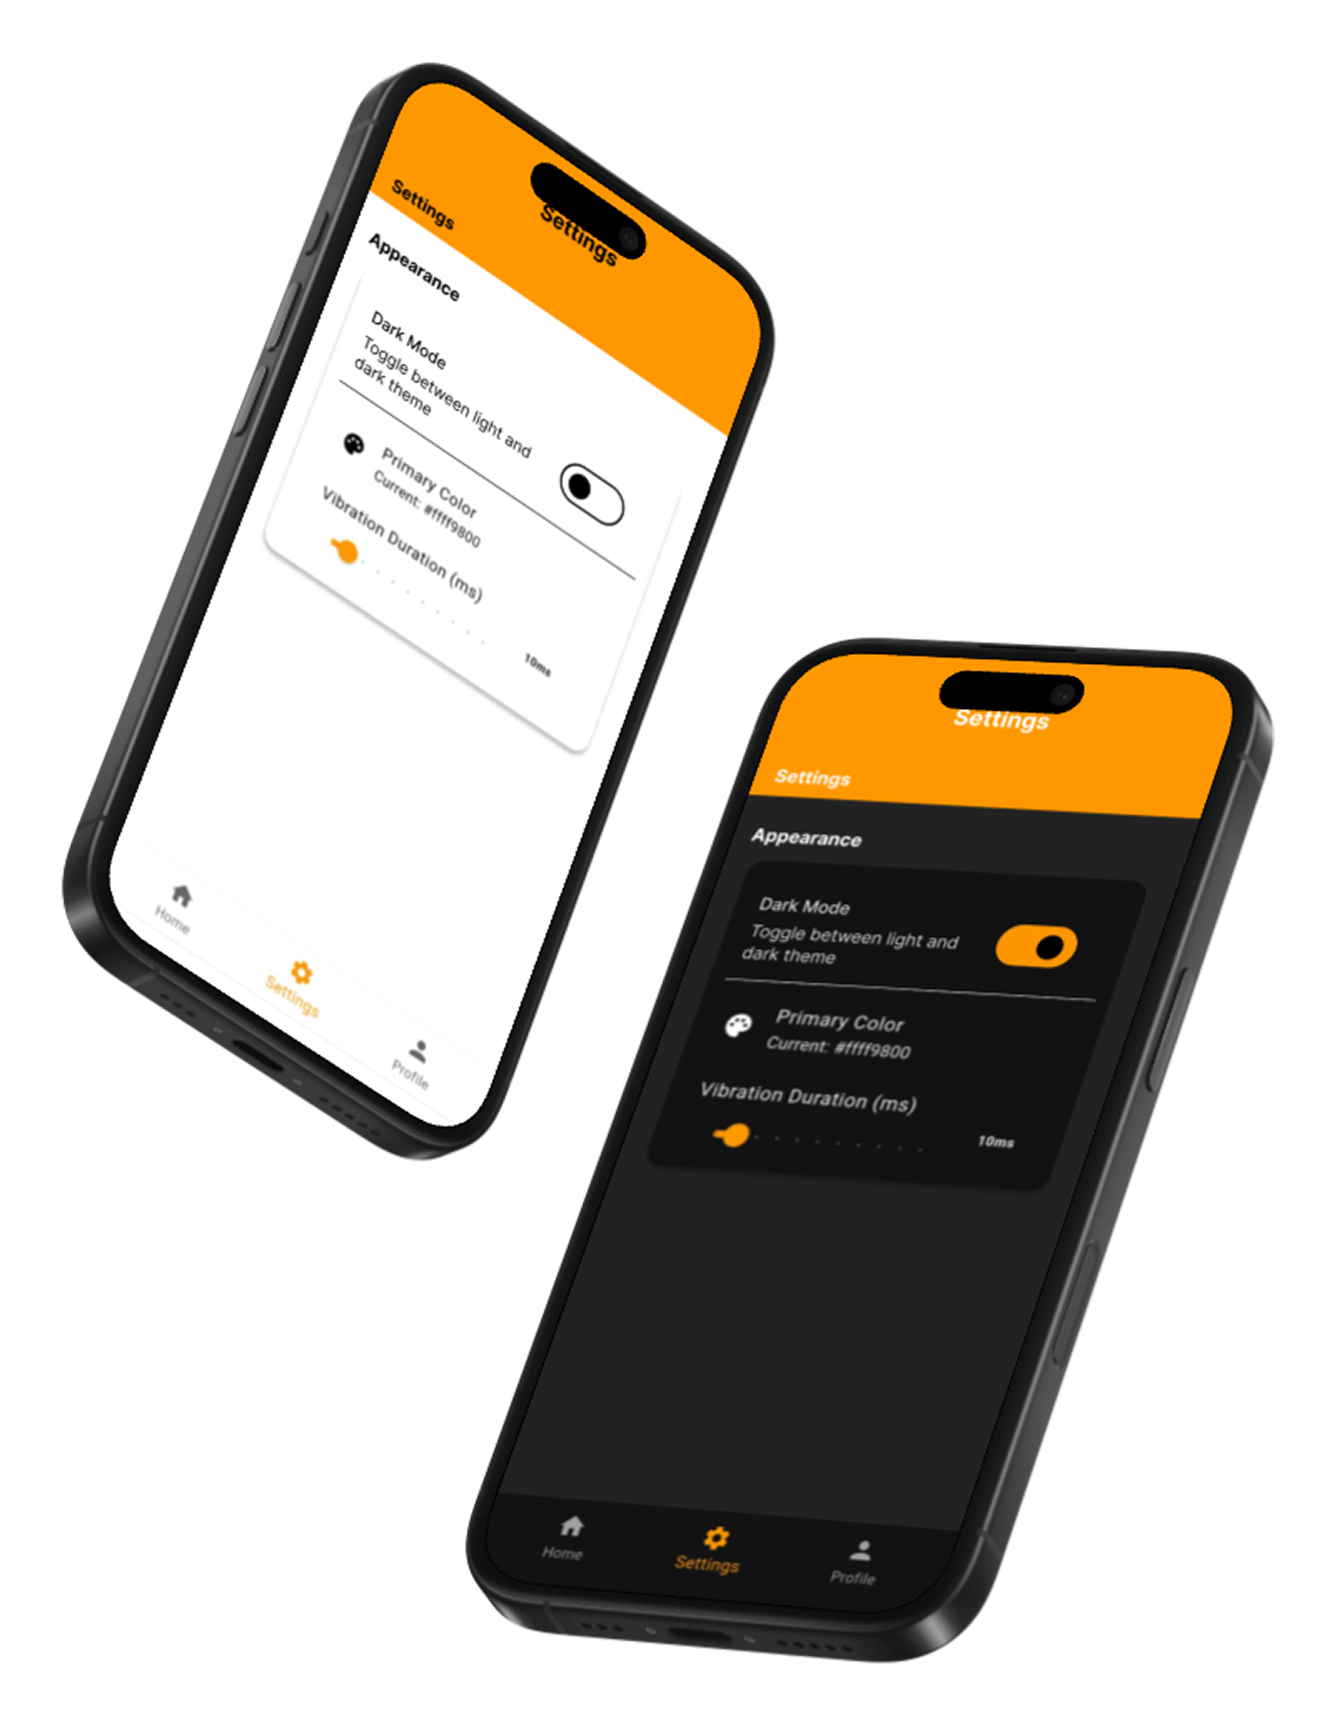 Settings
Settings
Appearance
Dark Mode
Toggle between light and
dark theme
Primary Color
Current: #ffff9800
Vibration Duration (ms)
10ms
Home
Settings
Profile
Settings
Settings
Appearance
Dark Mode
Toggle between light and
dark theme
Primary Color
Current: #ffff9800
Vibration Duration (ms)
10ms
Home
Settings
Profile